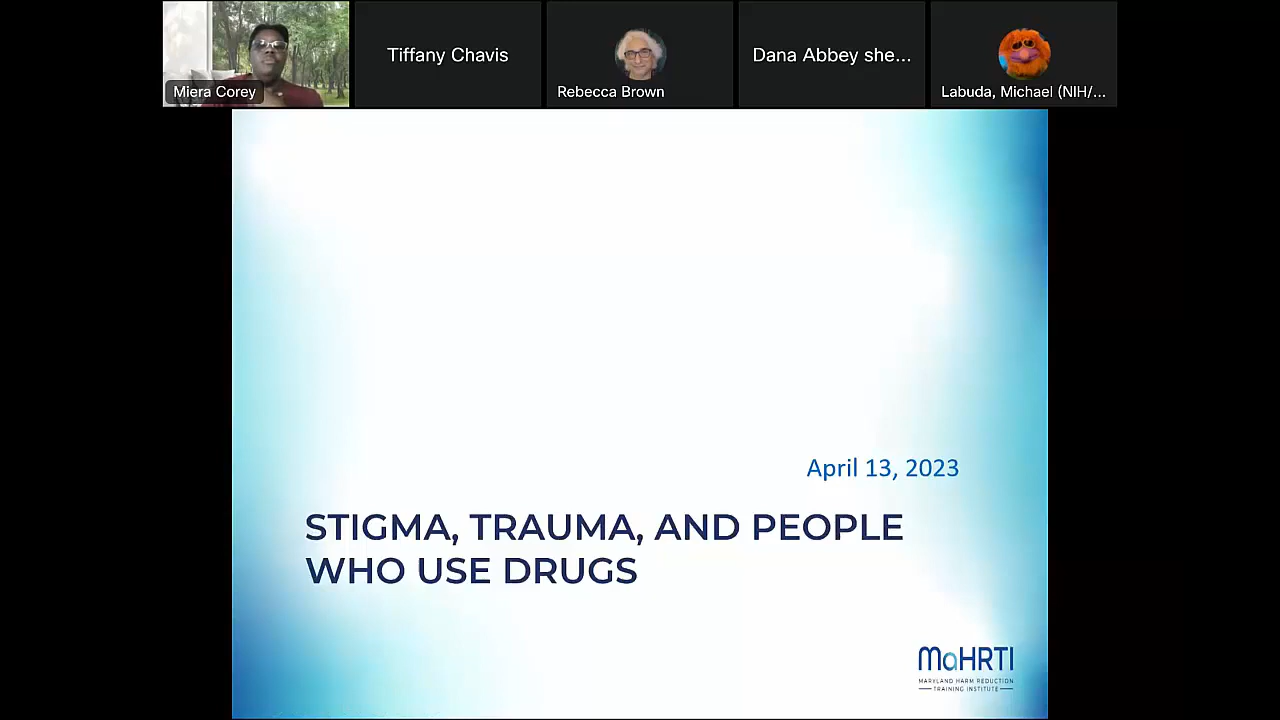 Miera Corey
Tiffany Chavis
Rebecca Brown
Dana Abbey she...
Labuda, Michael (NIH/...
April 13, 2023
STIGMA, TRAUMA, AND PEOPLE
WHO USE DRUGS
MaHRTI
MARYLAND HARM REDUCTION
TRAINING INSTITUTE